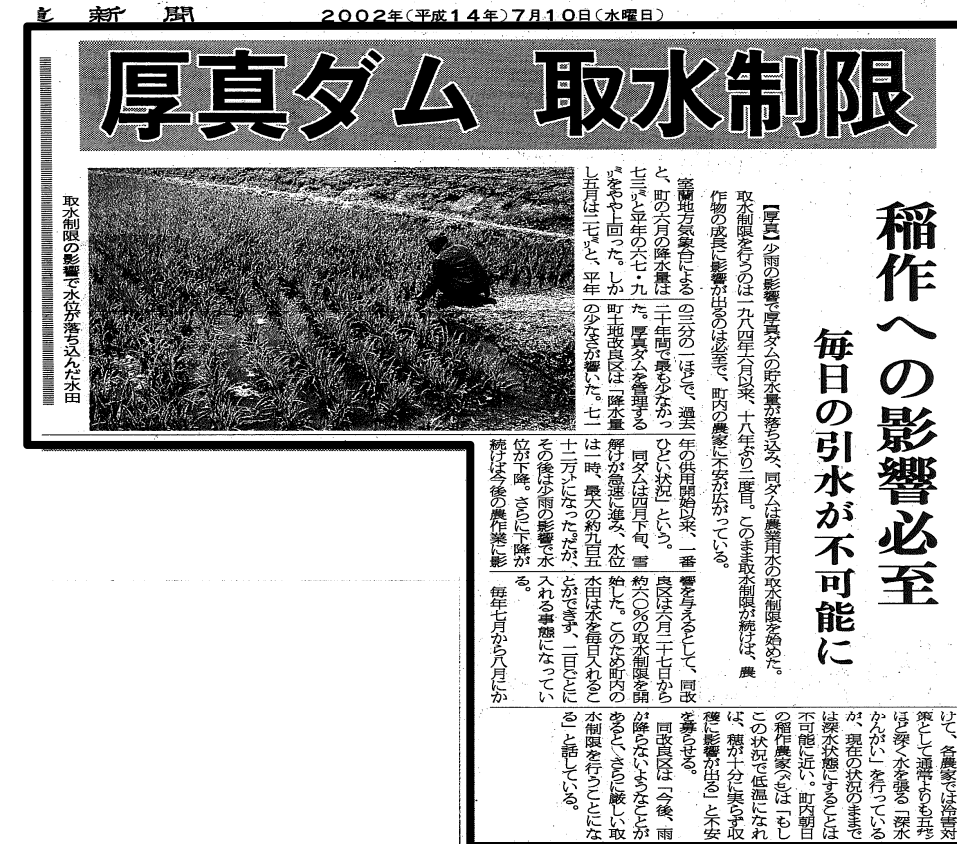 新聞
2002年(平成14年)7月10日(水曜日)
厚真ダム 取水制限
稲作への影響必至
毎日の引水が不可能に
【厚真】少雨の影響で厚真ダムの貯水量が落ち込み、同ダムは農業用水の取水制限を始めた。
取水制限を行うのは一九八四年六月以来、十八年ぶり二度目。このまま取水制限が続けば、農
作物の成長に影響が出るのは必至で、町内の農家に不安が広がっている。
室蘭地方気象台による
と、町の六月の降水量は
七三㍉と平年の六七・九
㍉をやや上回った。しか
し五月は二七㍉と、平年
の三分の一ほどで、過去
二十年間で最も少なかっ
た。厚真ダムを管理する
町土地改良区は「降水量
の少なさが響いた。七一
年の供用開始以来、一番
ひどい状況」という。
同ダムは四月下旬、雪
解けが急速に進み、水位
は一時、最大の約九百五
十二万㌧になった。だが、
その後は少雨の影響で水
位が下降。さらに下降が
続けば今後の農作業に影
響を与えるとして、同改
良区は六月二十七日から
約六〇%の取水制限を開
始した。このため町内の
水田は水を毎日入れるこ
とができず、二日ごとに
入れる事態になってい
る。
毎年七月から八月にか
けて、各農家では冷害対
策として通常よりも五㌢
ほど深く水を張る「深水
かんがい」を行っている
が、現在の状況のままで
は深水状態にすることは
不可能に近い。町内朝日
の稲作農家は「もし
この状況で低温になれ
ば、穂が十分に実らず収
穫に影響が出る」と不安
を募らせる。
同改良区は「今後、雨
が降らないようなことが
あると、さらに厳しい取
水制限を行うことにな
る」と話している。
取水制限の影響で水位が落ち込んだ水田